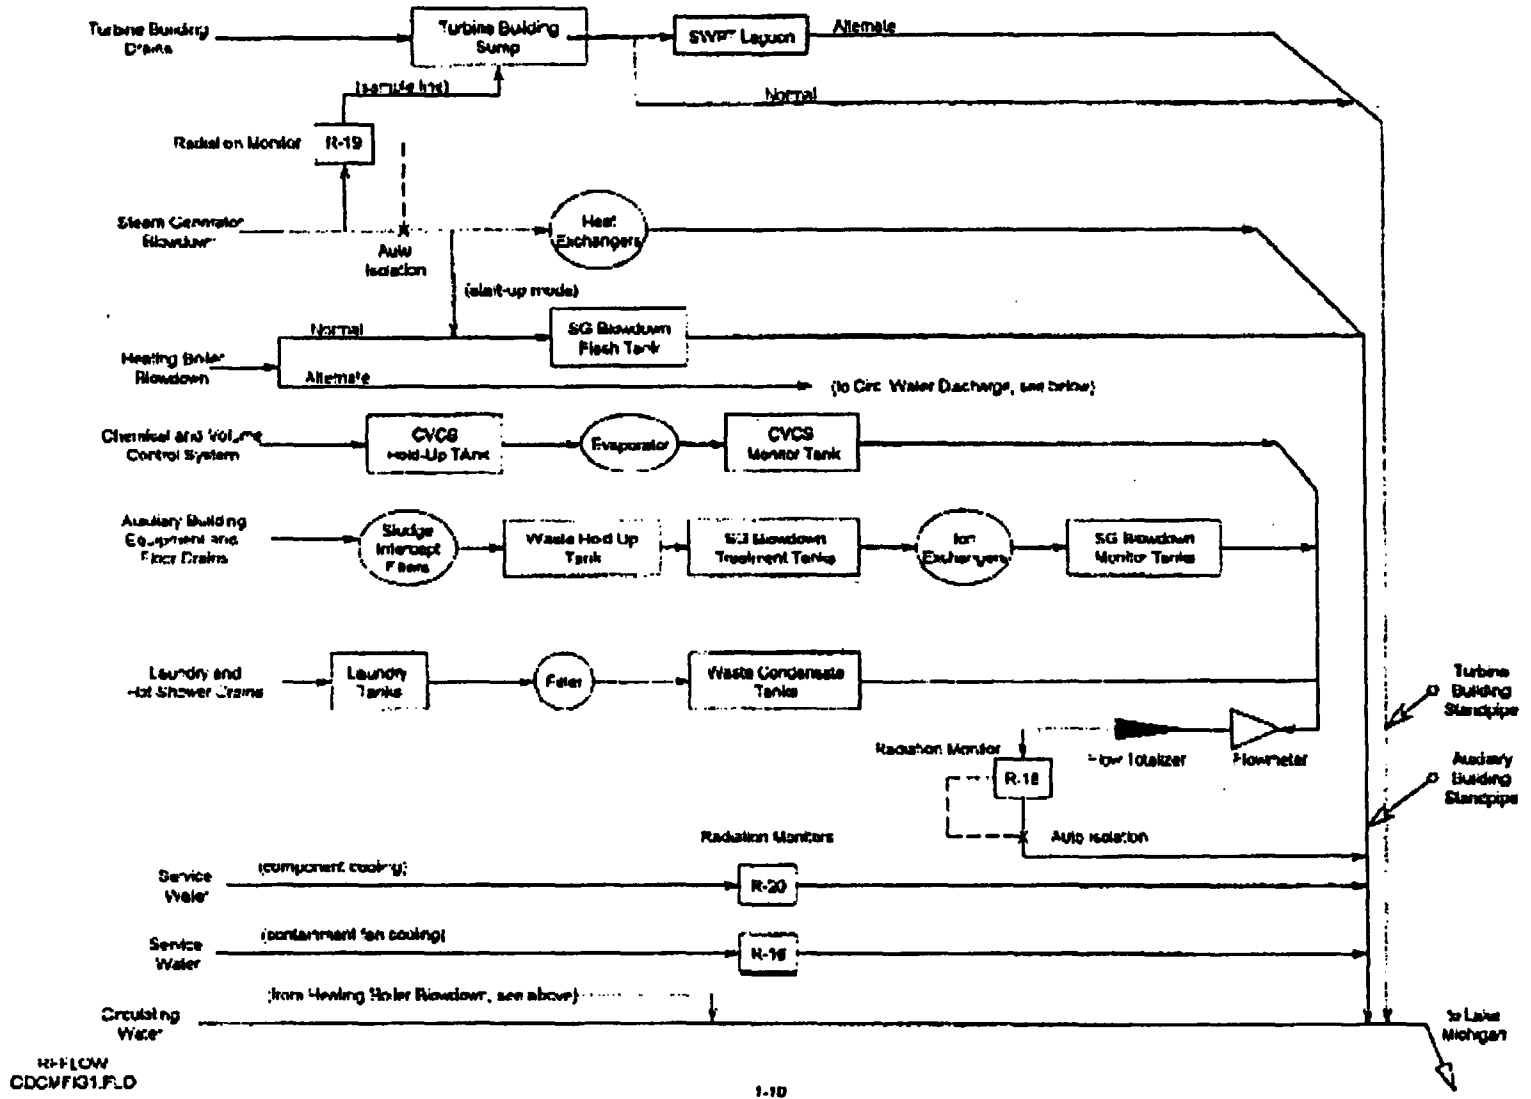 Turbine Building
Drains
Turbine Building
Sump
SWPT Lagoon
Alternate
(sample line)
Normal
Radiation Monitor
R-19
Steam Generator
Blowdown
Auto
Isolation
Heat
Exchangers
(start-up mode)
Normal
SG Blowdown
Flash Tank
Heating Boiler
Blowdown
Alternate
(to Circ. Water Discharge, see below)
Chemical and Volume
Control System
CVCS
Hold-Up TAnk
Evaporator
CVCS
Monitor Tank
Auxiliary Building
Equipment and
Floor Drains
Sludge
Intercept
Filters
Waste Hold Up
Tank
SG Blowdown
Treatment Tanks
Ion
Exchangers
SG Blowdown
Monitor Tanks
Laundry and
Hot Shower Drains
Laundry
Tanks
Filter
Waste Condensate
Tanks
Turbine
Building
Standpipe
Radiation Monitor
R-18
Flow Totalizer
Flowmeter
Auxiliary
Building
Standpipe
Auto Isolation
Radiation Monitors
Service
Water
(component cooling)
R-20
Service
Water
(containment fan cooling)
R-16
(from Heating Boiler Blowdown, see above)
Circulating
Water
to Lake
Michigan
REFLOW
1-10